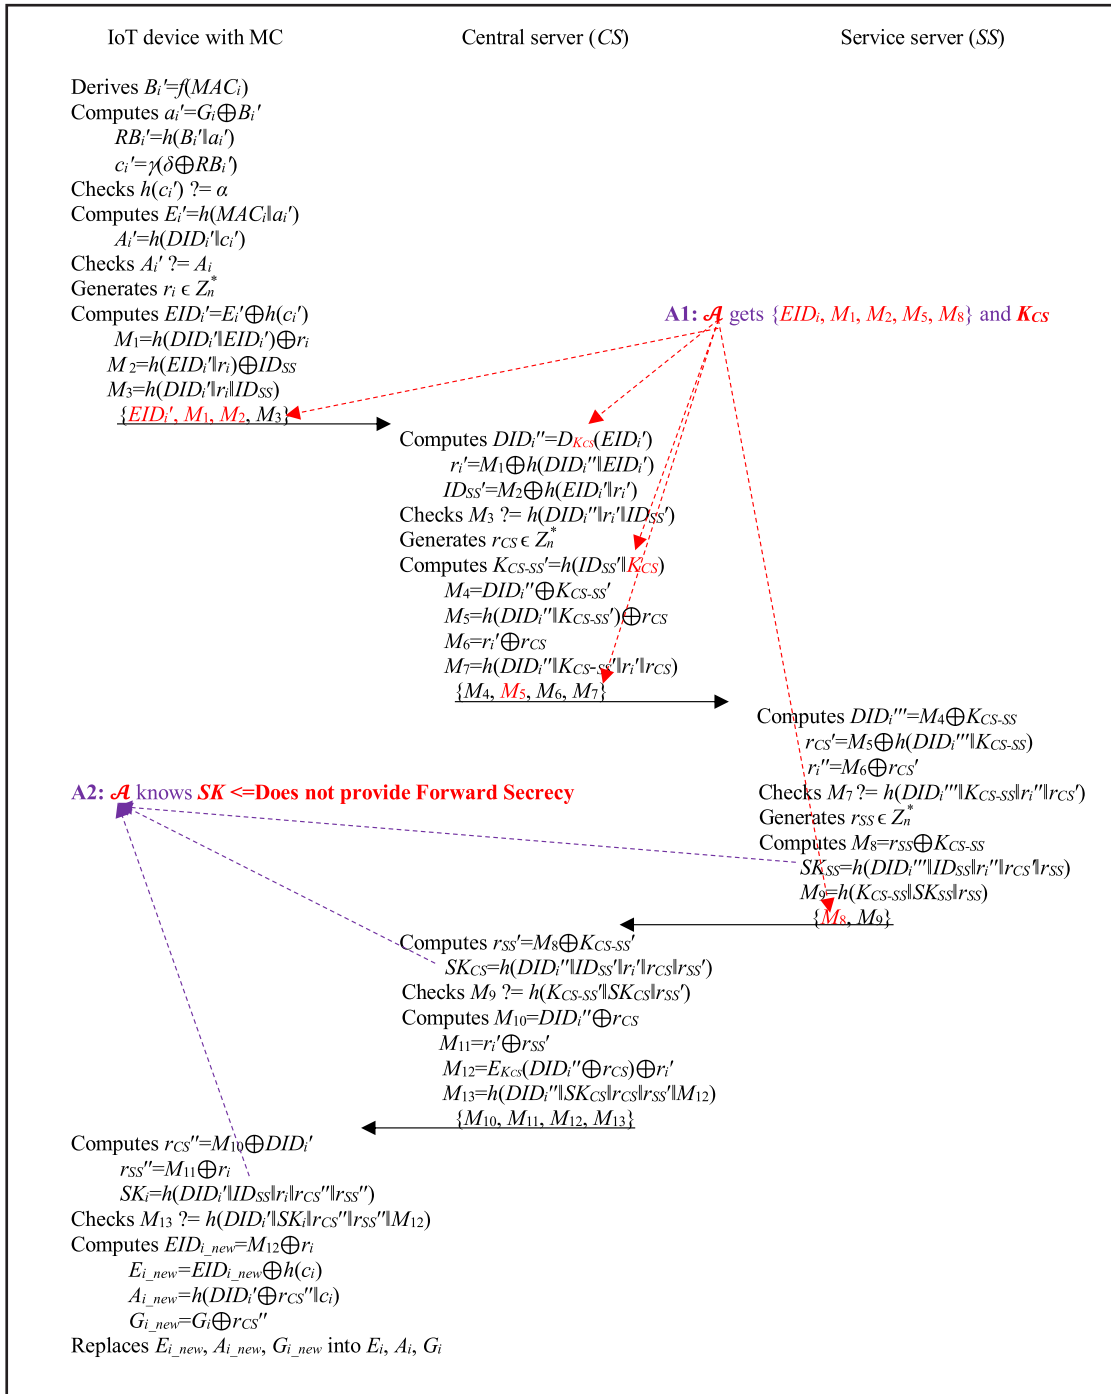 IoT device with MC
Central server (CS)
Service server (SS)
Derives Bi'=f(MACi)
Computes ai'=Gi⨁Bi'
RBi'=h(Bi'‖ai')
ci'=γ(δ⨁RBi')
Checks h(ci') ?= α
Computes Ei'=h(MACi‖ai')
Ai'=h(DIDi'‖ci')
Checks Ai' ?= Ai
Generates ri ϵ Zn*
Computes EIDi'=Ei'⨁h(ci')
M1=h(DIDi'‖EIDi')⨁ri
M2=h(EIDi'‖ri)⨁IDSS
M3=h(DIDi'‖ri‖IDSS)
{EIDi', M1, M2, M3}
A1: 𝓐 gets {EIDi, M1, M2, M5, M8} and KCS
Computes DIDi''=DKCS(EIDi')
ri'=M1⨁h(DIDi''‖EIDi')
IDSS'=M2⨁h(EIDi'‖ri')
Checks M3 ?= h(DIDi''‖ri'‖IDSS')
Generates rCS ϵ Zn*
Computes KCS-SS'=h(IDSS'‖KCS)
M4=DIDi''⨁KCS-SS'
M5=h(DIDi''‖KCS-SS')⨁rCS
M6=ri'⨁rCS
M7=h(DIDi''‖KCS-SS'‖ri'‖rCS)
{M4, M5, M6, M7}
Computes DIDi'''=M4⨁KCS-SS
rCS'=M5⨁h(DIDi'''‖KCS-SS)
ri''=M6⨁rCS'
Checks M7 ?= h(DIDi'''‖KCS-SS‖ri''‖rCS')
Generates rSS ϵ Zn*
Computes M8=rSS⨁KCS-SS
SKSS=h(DIDi'''‖IDSS‖ri''‖rCS'‖rSS)
M9=h(KCS-SS‖SKSS‖rSS)
{M8, M9}
A2: 𝓐 knows SK <=Does not provide Forward Secrecy
Computes rSS'=M8⨁KCS-SS'
SKCS=h(DIDi''‖IDSS'‖ri'‖rCS‖rSS')
Checks M9 ?= h(KCS-SS'‖SKCS‖rSS')
Computes M10=DIDi''⨁rCS
M11=ri'⨁rSS'
M12=EKCS(DIDi''⨁rCS)⨁ri'
M13=h(DIDi''‖SKCS‖rCS‖rSS'‖M12)
{M10, M11, M12, M13}
Computes rCS''=M10⨁DIDi'
rSS''=M11⨁ri
SKi=h(DIDi'‖IDSS‖ri‖rCS''‖rSS'')
Checks M13 ?= h(DIDi'‖SKi‖rCS''‖rSS''‖M12)
Computes EIDi_new=M12⨁ri
Ei_new=EIDi_new⨁h(ci)
Ai_new=h(DIDi'⨁rCS''‖ci)
Gi_new=Gi⨁rCS''
Replaces Ei_new, Ai_new, Gi_new into Ei, Ai, Gi